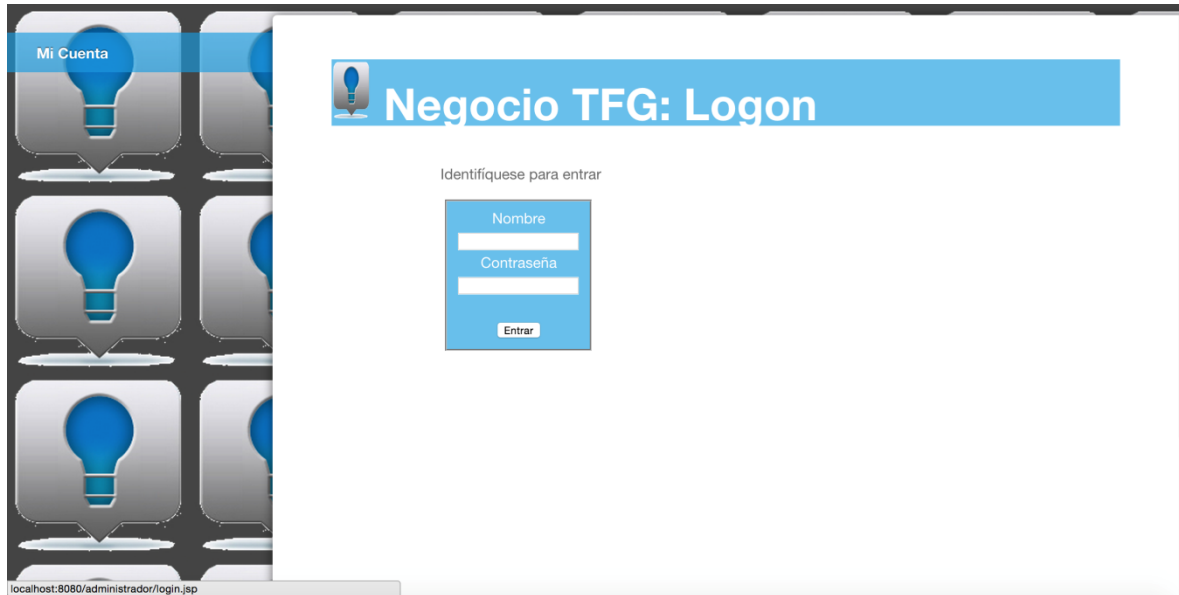 Mi Cuenta
Negocio TFG: Logon
Identifíquese para entrar
Nombre
Contraseña
Entrar
localhost:8080/administrador/login.jsp